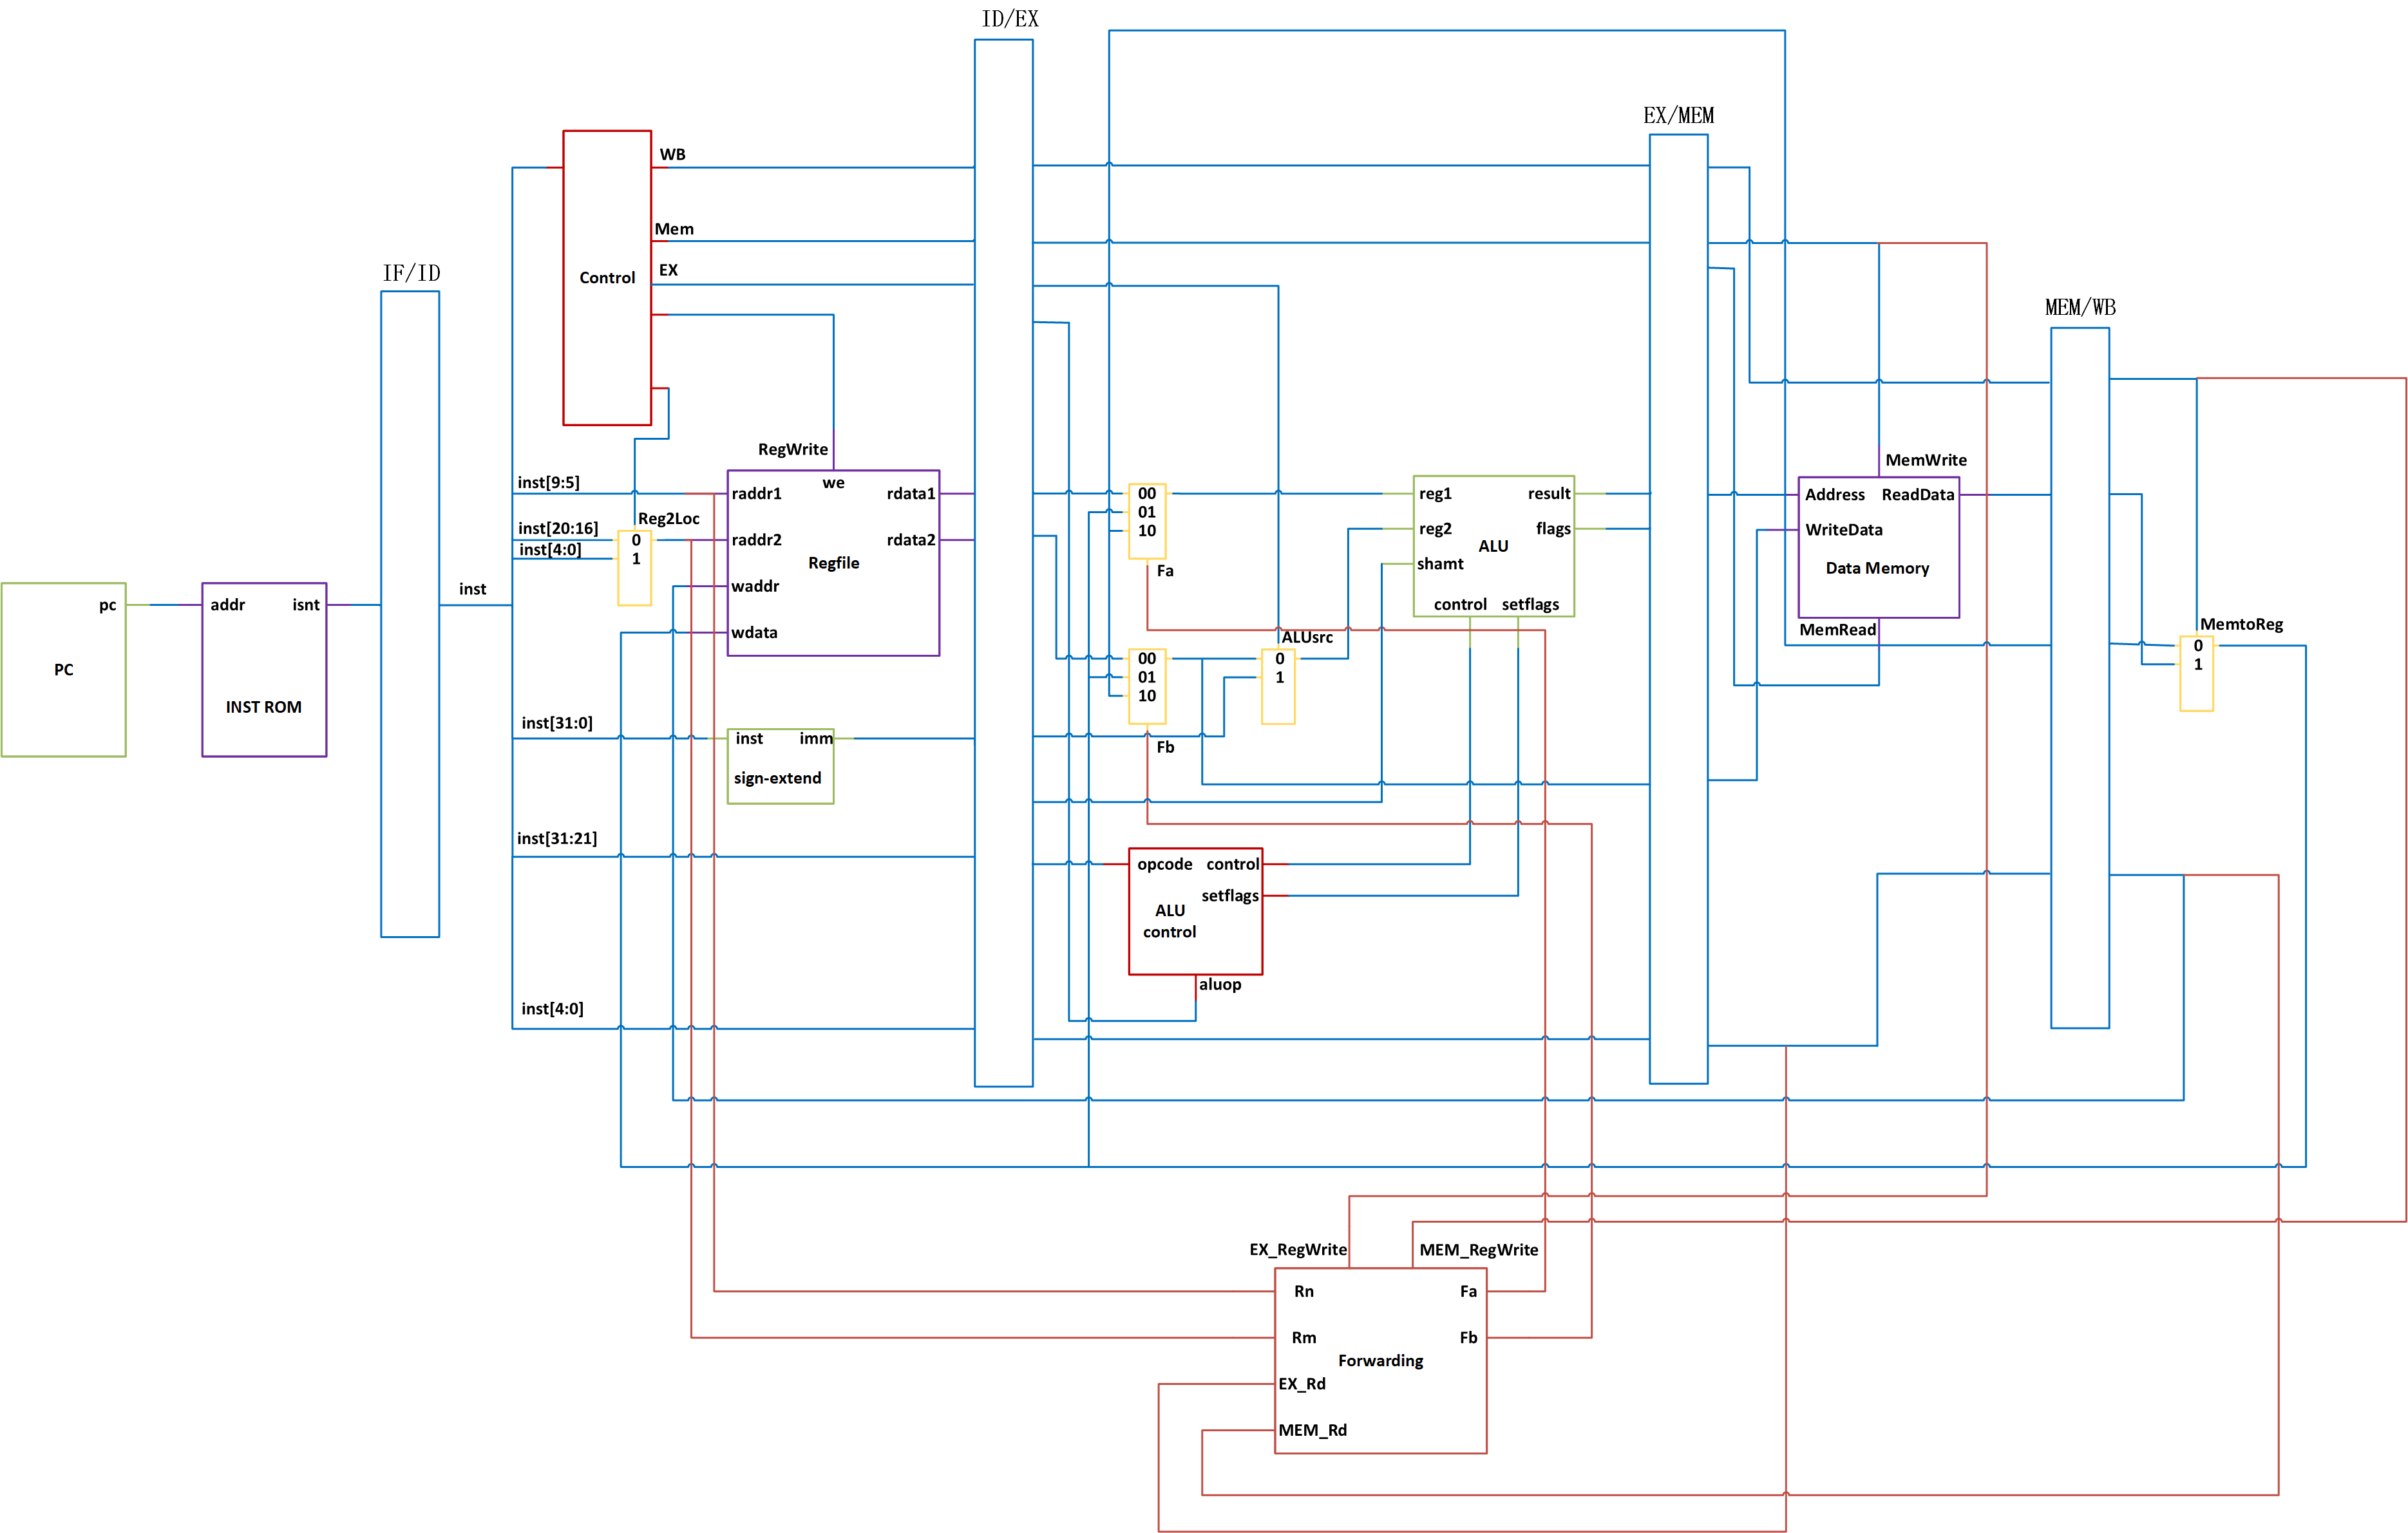 ID/EX
EX/MEM
WB
Mem
EX
Control
IF/ID
MEM/WB
RegWrite
MemWrite
inst[9:5]
raddr1
we
rdata1
00
01
10
reg1
result
Address
ReadData
inst[20:16]
Reg2Loc
inst[4:0]
0
1
raddr2
rdata2
Regfile
reg2
flags
ALU
WriteData
Fa
shamt
Data Memory
waddr
control
setflags
wdata
MemRead
MemtoReg
0
1
inst
pc
PC
addr
isnt
INST ROM
ALUsrc
00
01
10
0
1
Fb
inst[31:0]
inst
imm
sign-extend
inst[31:21]
opcode
control
setflags
ALU
control
aluop
inst[4:0]
EX_RegWrite
MEM_RegWrite
Rn
Fa
Rm
Fb
Forwarding
EX_Rd
MEM_Rd